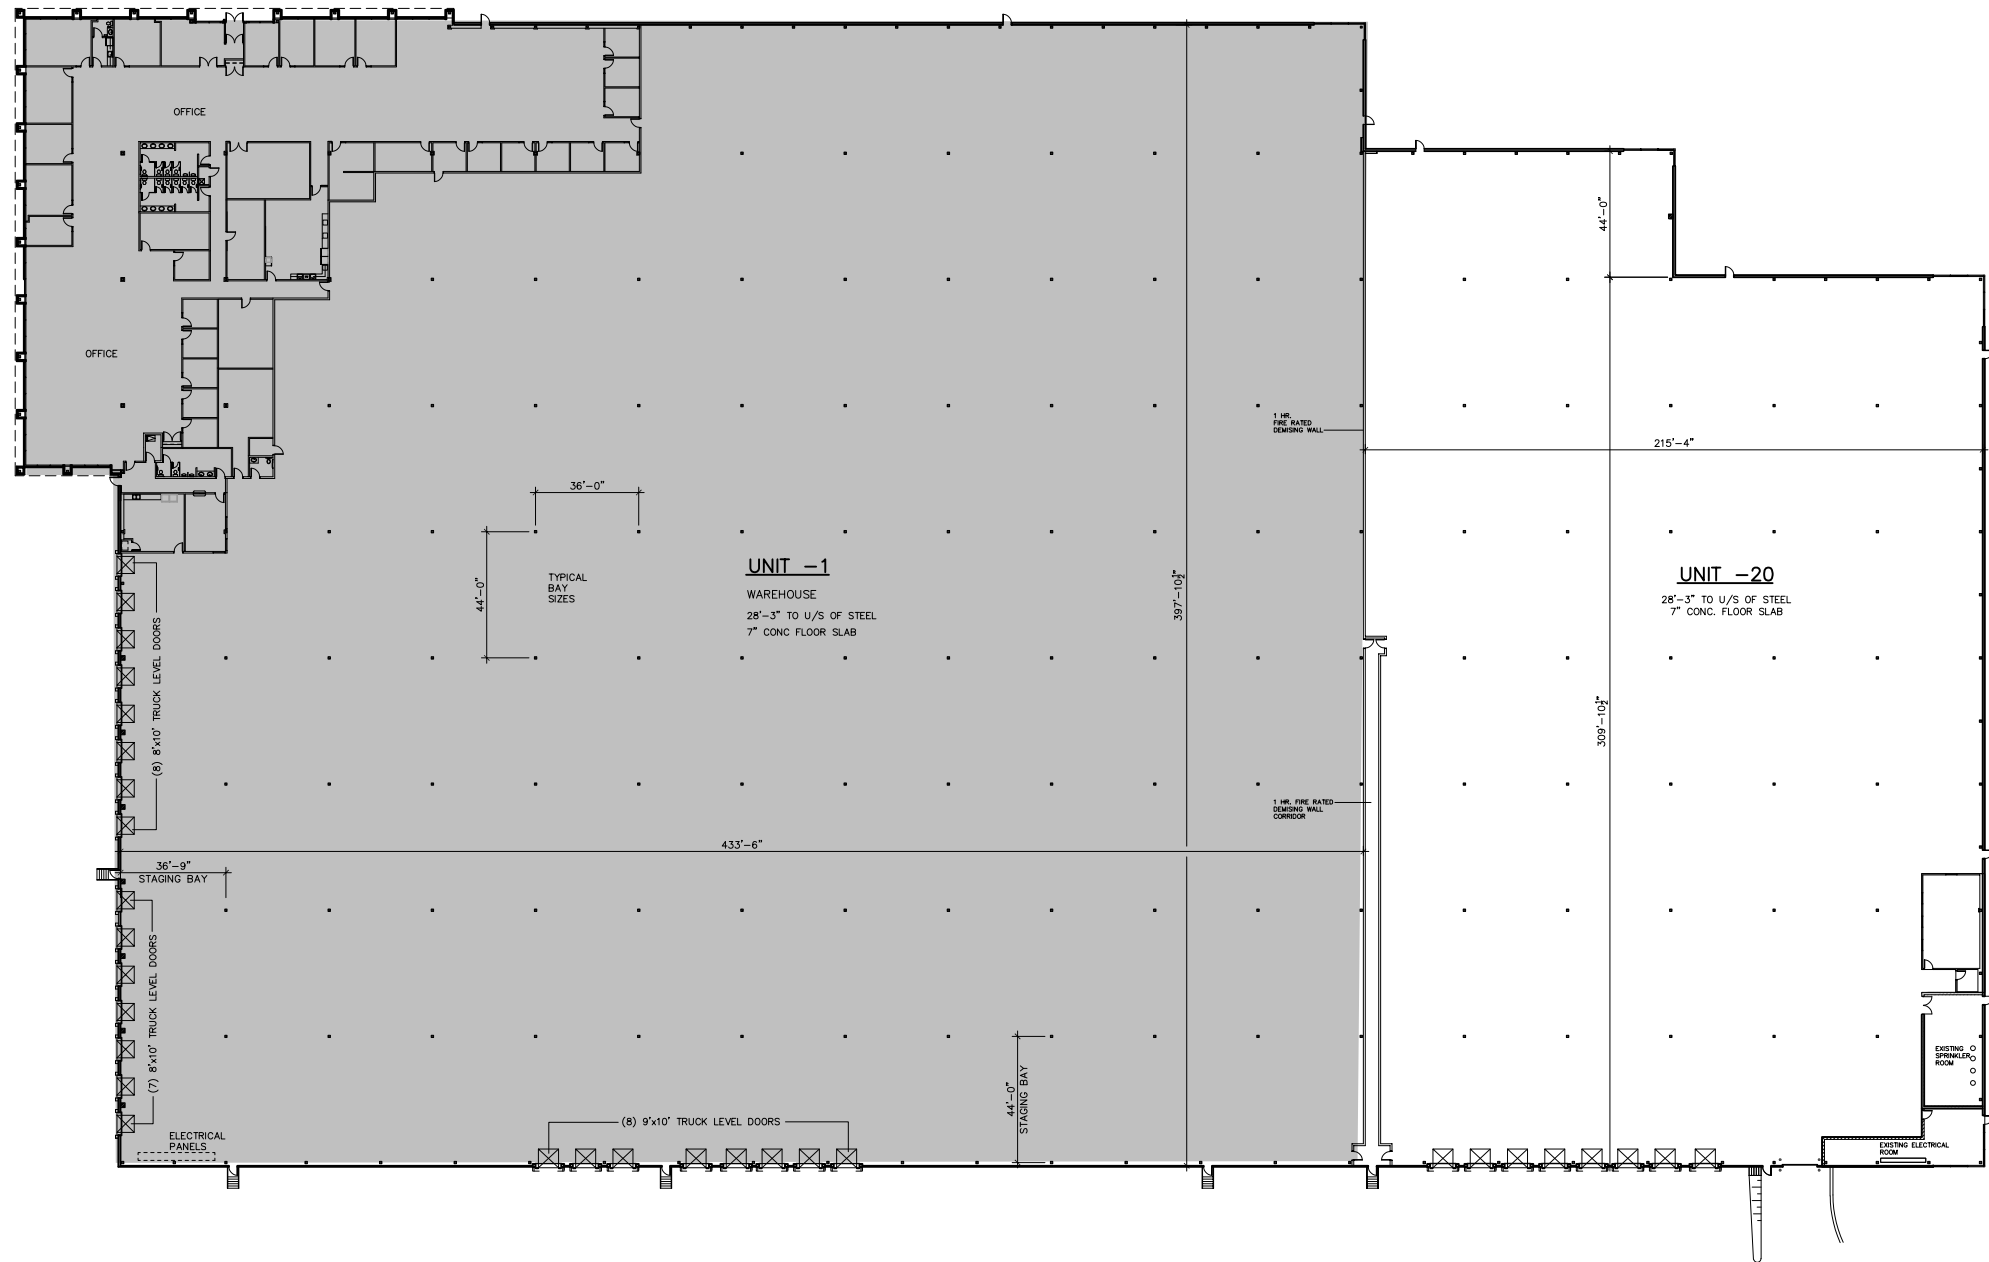 OFFICE
44'-0"
OFFICE
1 HR.
FIRE RATED
DEMISING WALL
215'-4"
36'-0"
44'-0"
TYPICAL
BAY
SIZES
UNIT -1
WAREHOUSE
28'-3" TO U/S OF STEEL
7" CONC FLOOR SLAB
397'-10½"
UNIT -20
28'-3" TO U/S OF STEEL
7" CONC. FLOOR SLAB
(8) 8'x10' TRUCK LEVEL DOORS
309'-10½"
1 HR. FIRE RATED
DEMISING WALL
CORRIDOR
433'-6"
36'-9"
STAGING BAY
(7) 8'x10' TRUCK LEVEL DOORS
44'-0"
STAGING BAY
EXISTING
SPRINKLER
ROOM
(8) 9'x10' TRUCK LEVEL DOORS
ELECTRICAL
PANELS
EXISTING ELECTRICAL
ROOM